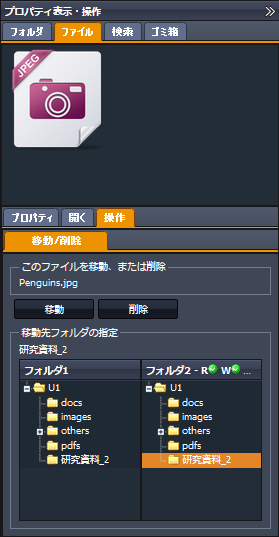 プロパティ表示・操作
フォルダ ファイル 検索 ゴミ箱
JPEG
プロパティ 開く 操作
移動/削除
このファイルを移動、または削除
Penguins.jpg
移動 削除
移動先フォルダの指定
研究資料_2
フォルダ1 フォルダ2 - R W ...
U1 U1
docs docs
images images
others others
pdfs pdfs
研究資料_2 研究資料_2